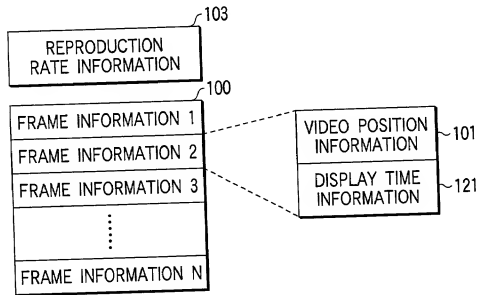 103
REPRODUCTION
RATE INFORMATION
100
FRAME INFORMATION 1
FRAME INFORMATION 2
FRAME INFORMATION 3
FRAME INFORMATION N
VIDEO POSITION
INFORMATION
101
DISPLAY TIME
INFORMATION
121